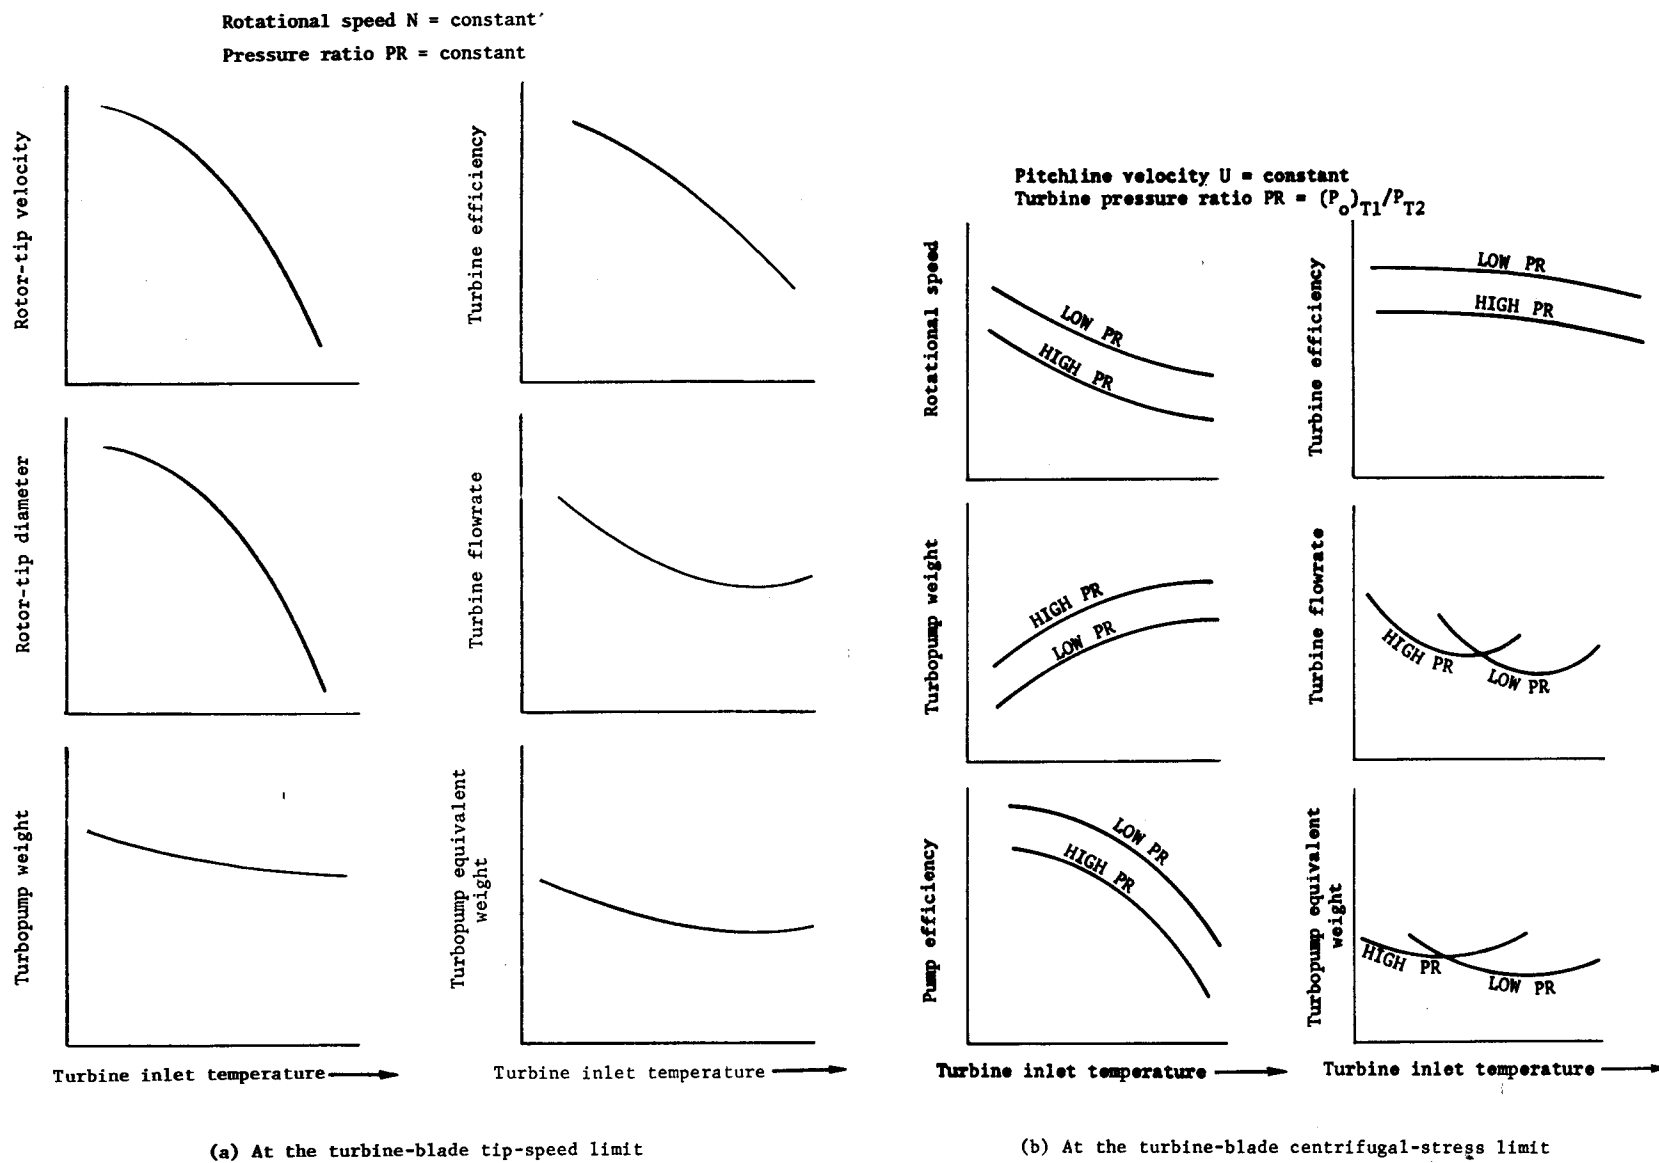 Rotational speed N = constant
Pressure ratio PR = constant
Rotor-tip velocity
Turbine efficiency
Rotor-tip diameter
Turbine flowrate
Turbopump weight
Turbopump equivalent
weight
Turbine inlet temperature
Turbine inlet temperature
(a) At the turbine-blade tip-speed limit
Pitchline velocity U = constant
Turbine pressure ratio PR = (Po)T1/PT2
Rotational speed
LOW PR
HIGH PR
Turbine efficiency
LOW PR
HIGH PR
Turbopump weight
HIGH PR
LOW PR
Turbine flowrate
HIGH PR
LOW PR
Pump efficiency
LOW PR
HIGH PR
Turbopump equivalent
weight
HIGH PR
LOW PR
Turbine inlet temperature
Turbine inlet temperature
(b) At the turbine-blade centrifugal-stress limit